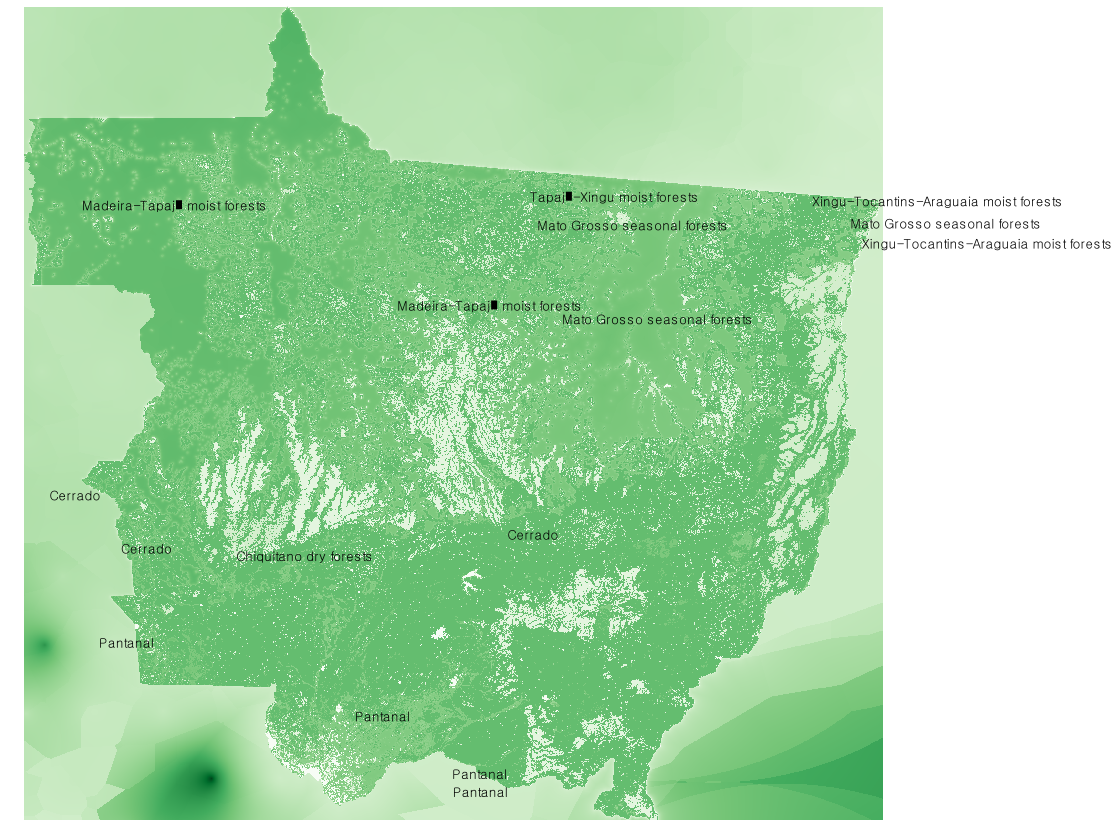 Tapaj■-Xingu moist forests
Xingu-Tocantins-Araguaia moist forests
Madeira-Tapaj■ moist forests
Mato Grosso seasonal forests
Mato Grosso seasonal forests
Xingu-Tocantins-Araguaia moist forests
Madeira-Tapaj■ moist forests
Mato Grosso seasonal forests
Cerrado
Cerrado
Cerrado
Chiquitano dry forests
Pantanal
Pantanal
Pantanal
Pantanal